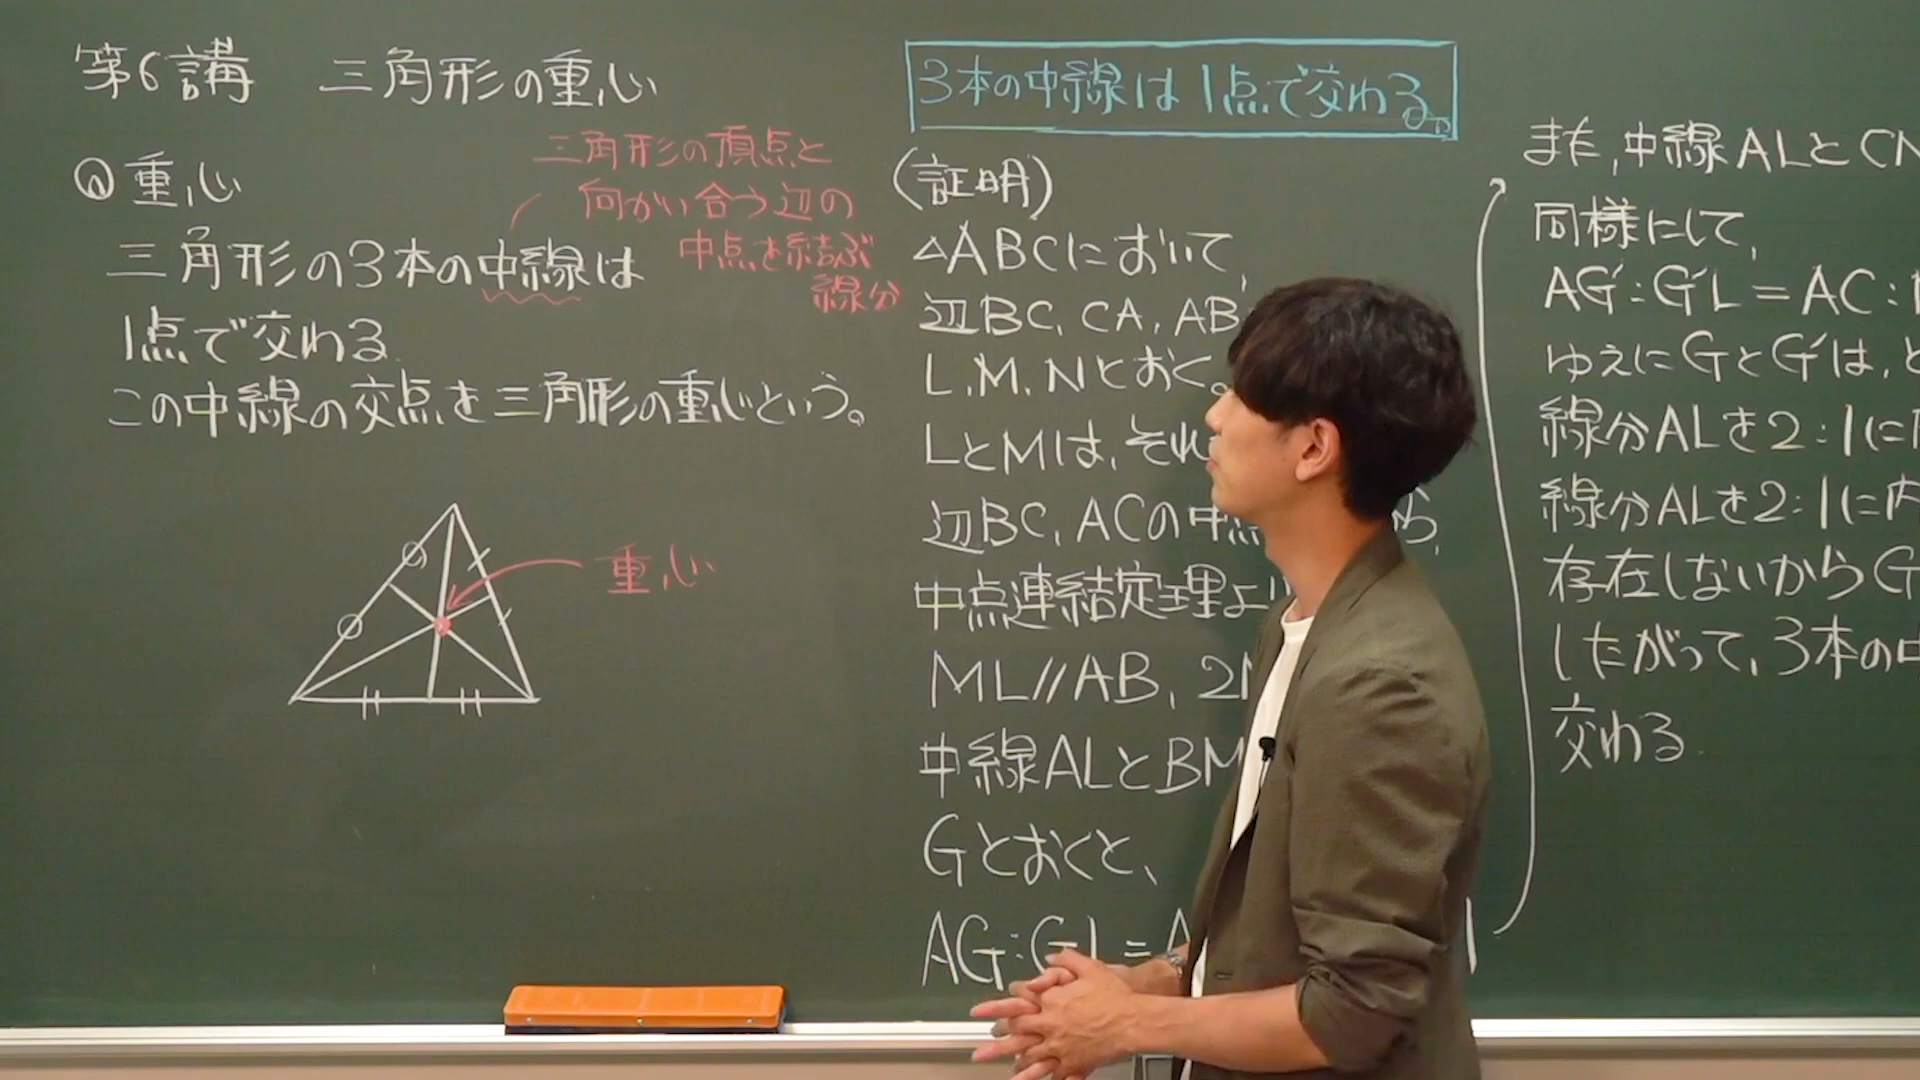 第6講 三角形の重心
重心
三角形の頂点と
向かい合う辺の
中点を結ぶ
線分
三角形の3本の中線は
1点で交わる
この中線の交点を三角形の重心という。
重心
3本の中線は1点で交わる。
(証明)
△ABCにおいて,
辺BC, CA, AB
L, M, Nとおく。
LとMは, それ
辺BC, ACの中点 から,
中点連結定理より
ML//AB, 2
中線ALとBM
Gとおくと、
AG:GL=A
また, 中線ALとCN
同様にして,
AG':G'L=AC:
ゆえにGとG'は, と
線分ALを2:1に
線分ALを2:1に内
存在しないからG
したがって, 3本の中
交わる.